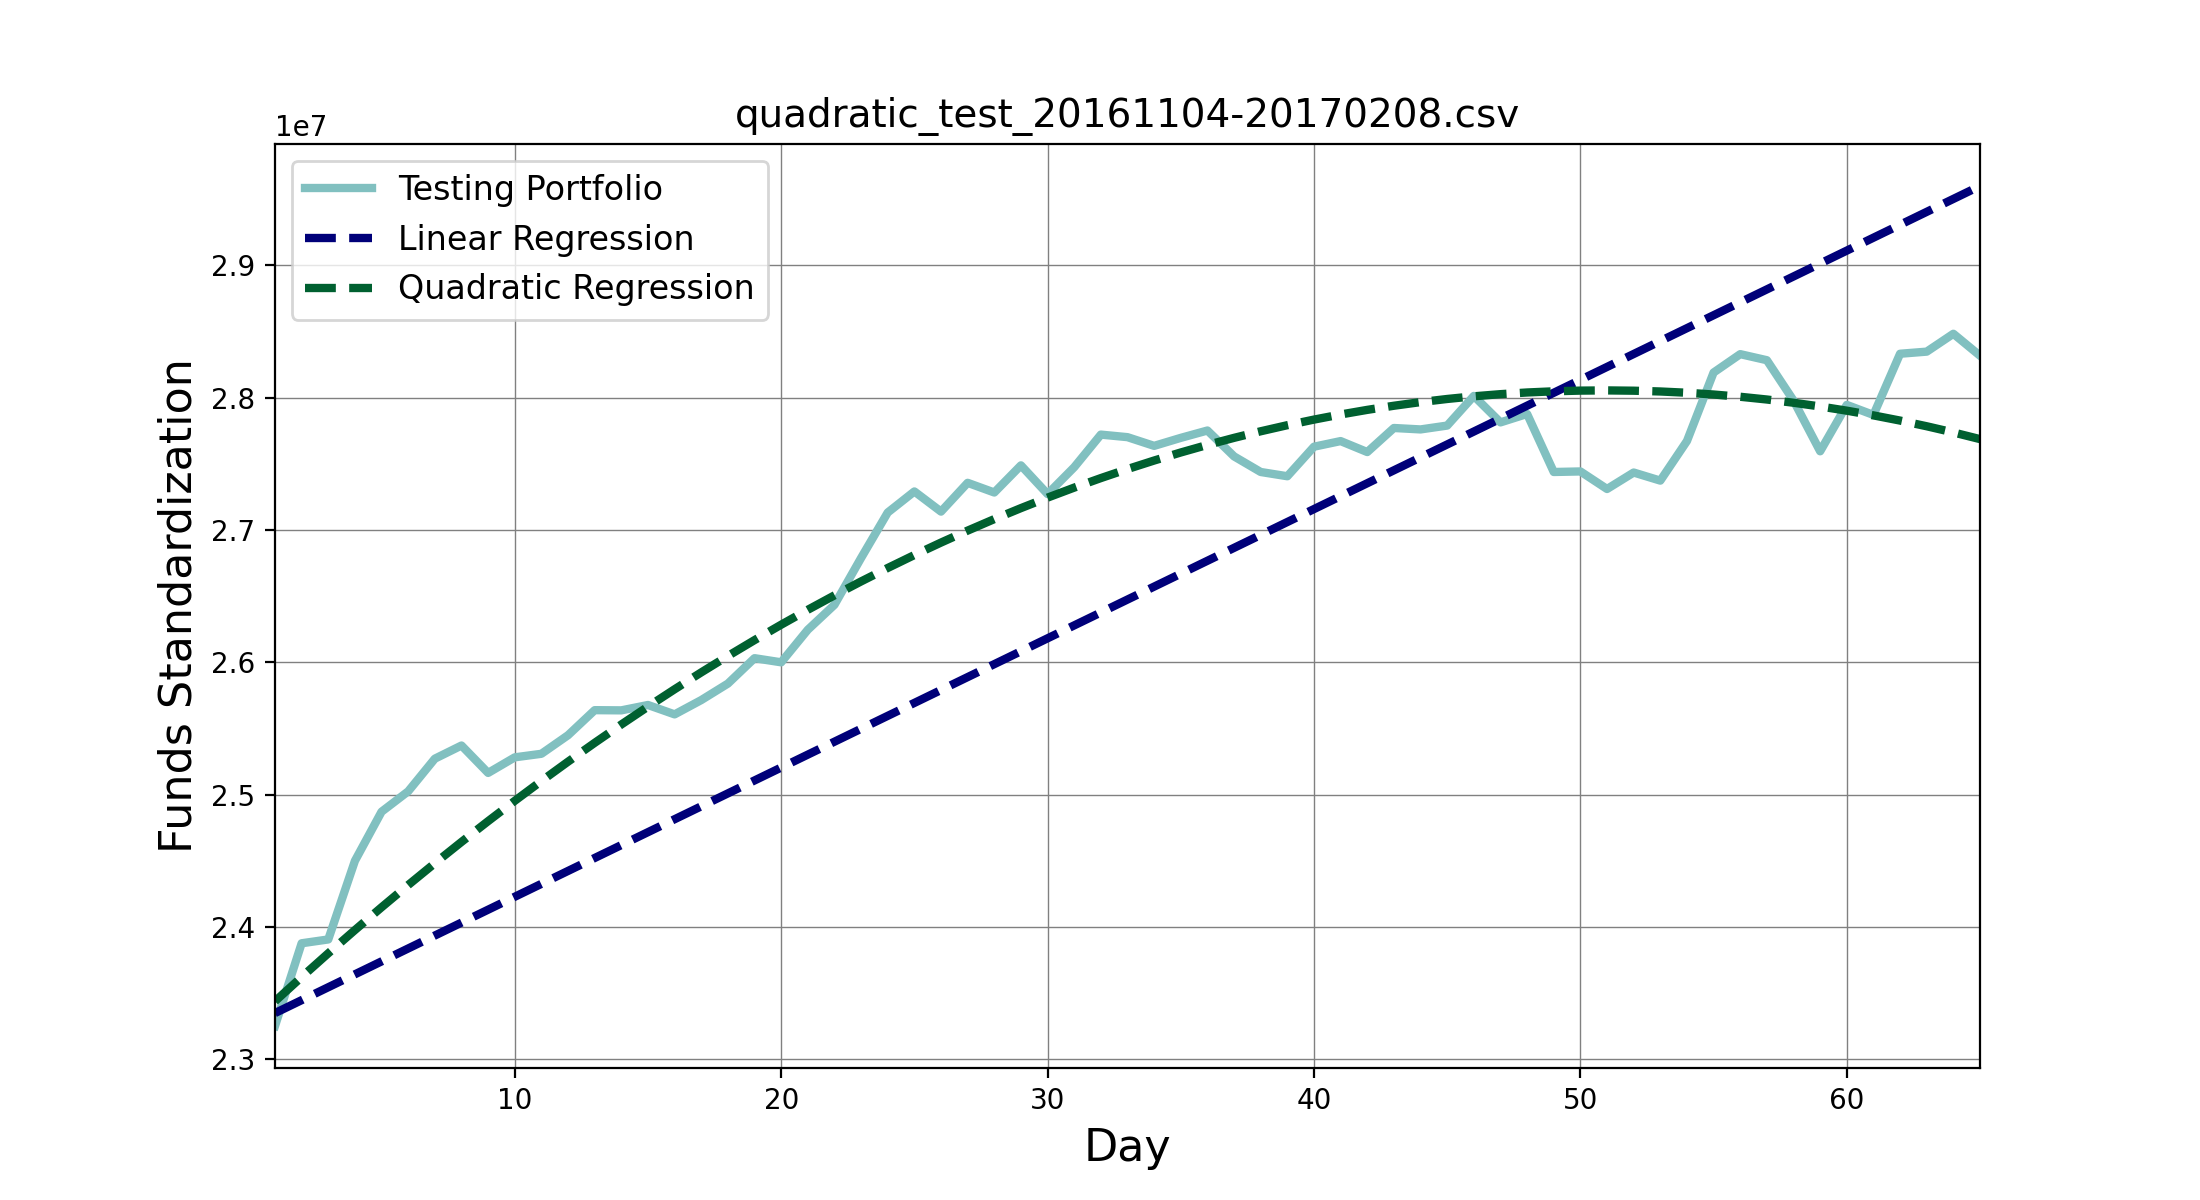 quadratic_test_20161104-20170208.csv
1e7
Testing Portfolio
Linear Regression
Quadratic Regression
Funds Standardization
2.9
2.8
2.7
2.6
2.5
2.4
2.3
10 20 30 40 50 60
Day